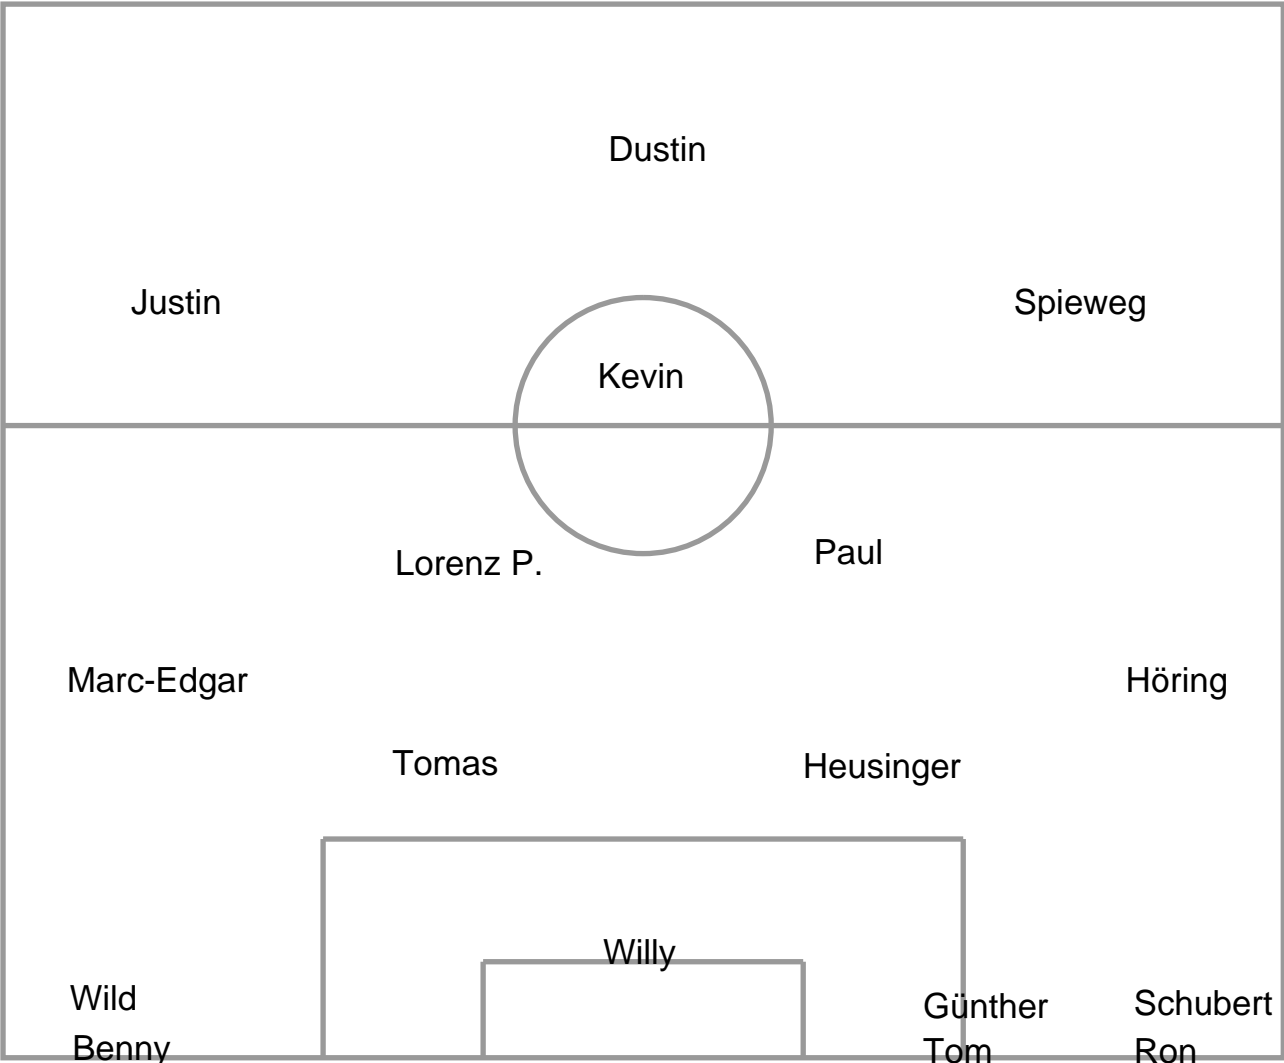 Dustin
Justin
Spieweg
Kevin
Lorenz P.
Paul
Marc-Edgar
Höring
Tomas
Heusinger
Willy
Wild
Günther
Schubert
Benny
Tom
Ron